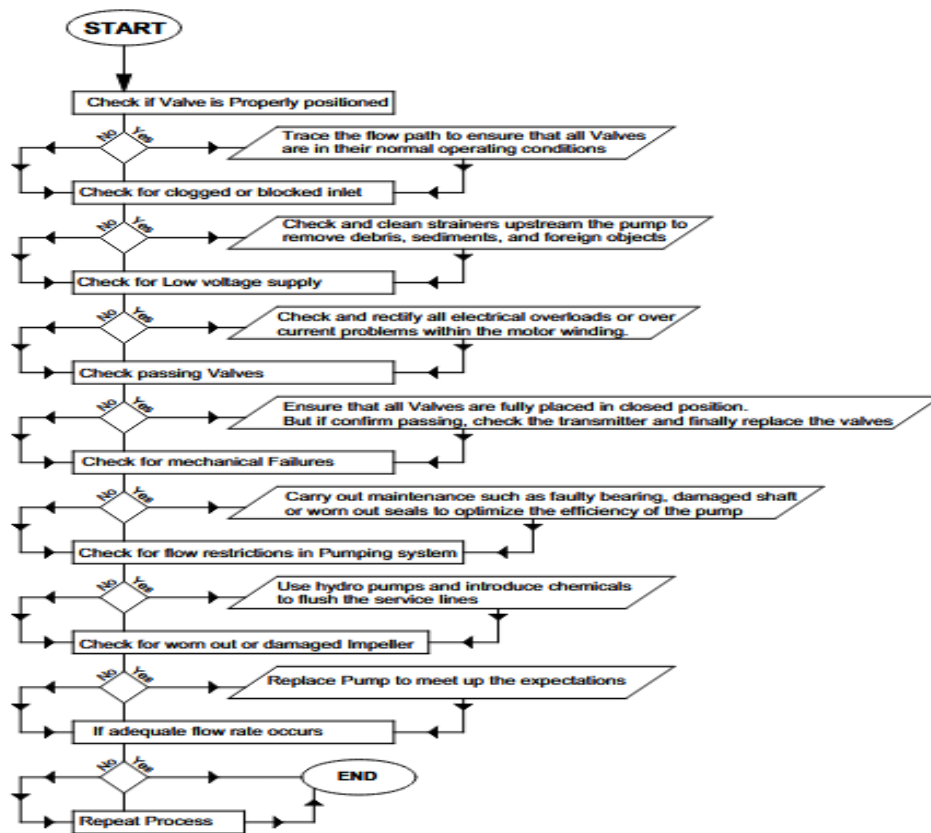 START
Check if Valve is Properly positioned
No
Yes
Trace the flow path to ensure that all Valves
are in their normal operating conditions
Check for clogged or blocked inlet
No
Yes
Check and clean strainers upstream the pump to
remove debris, sediments, and foreign objects
Check for Low voltage supply
No
Yes
Check and rectify all electrical overloads or over
current problems within the motor winding.
Check passing Valves
No
Yes
Ensure that all Valves are fully placed in closed position.
But if confirm passing, check the transmitter and finally replace the valves
Check for mechanical Failures
No
Yes
Carry out maintenance such as faulty bearing, damaged shaft
or worn out seals to optimize the efficiency of the pump
Check for flow restrictions in Pumping system
No
Yes
Use hydro pumps and introduce chemicals
to flush the service lines
Check for worn out or damaged Impeller
No
Yes
Replace Pump to meet up the expectations
If adequate flow rate occurs
No
Yes
END
Repeat Process